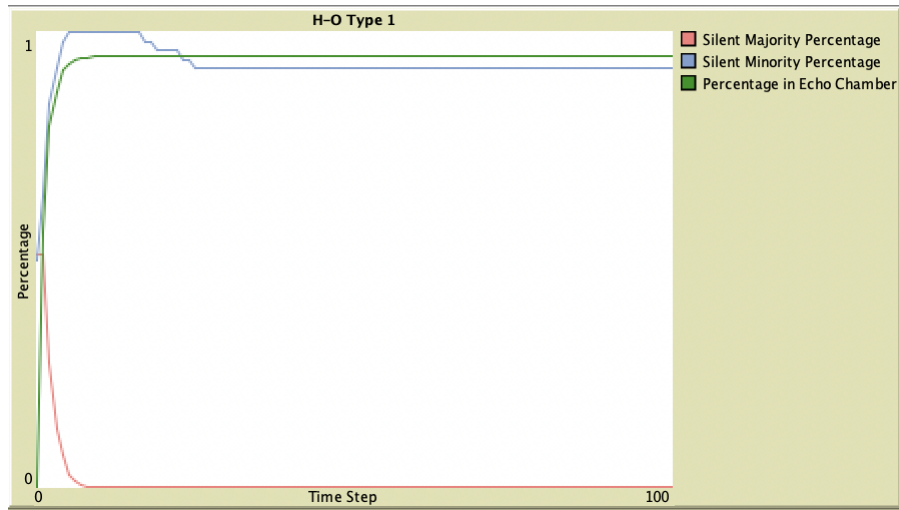 H-O Type 1
1
Percentage
0
0
Time Step
100
Silent Majority Percentage
Silent Minority Percentage
Percentage in Echo Chamber